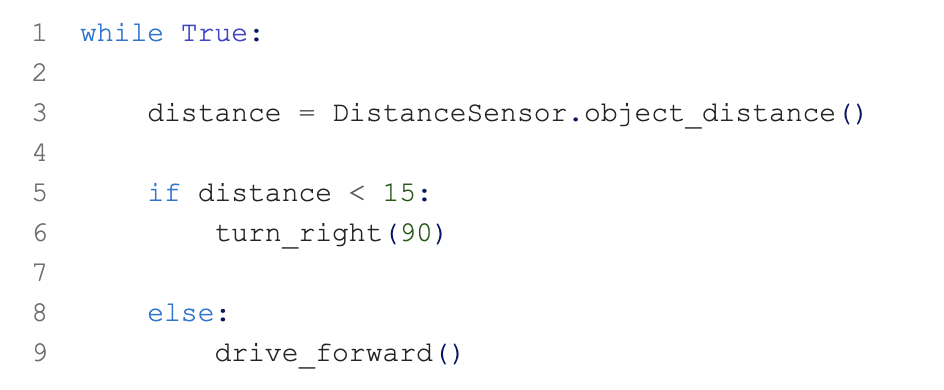 1 while True:
2
3     distance = DistanceSensor.object_distance()
4
5     if distance < 15:
6         turn_right(90)
7
8     else:
9         drive_forward()